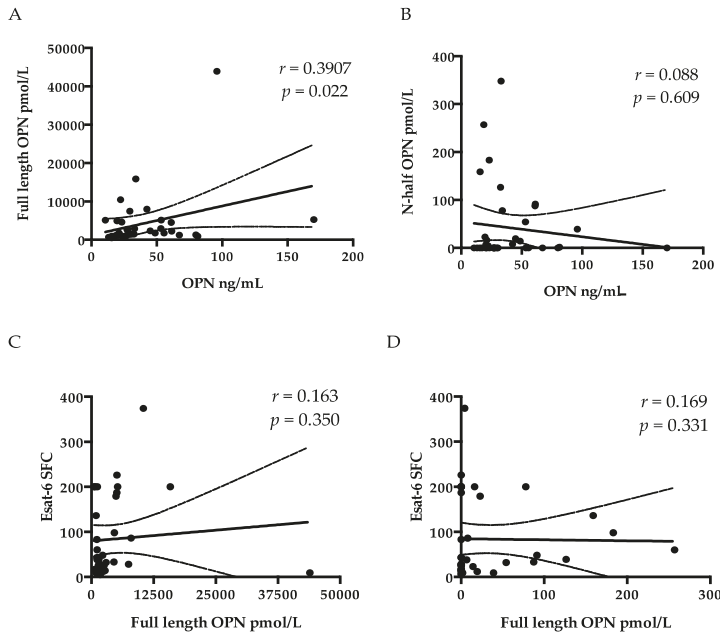 A
Full length OPN pmol/L
50000
40000
30000
20000
10000
0
r = 0.3907
p = 0.022
0 50 100 150 200
OPN ng/mL
B
N-half OPN pmol/L
400
300
200
100
0
r = 0.088
p = 0.609
0 50 100 150 200
OPN ng/mL
C
Esat-6 SFC
400
300
200
100
0
r = 0.163
p = 0.350
0 12500 25000 37500 50000
Full length OPN pmol/L
D
Esat-6 SFC
400
300
200
100
0
r = 0.169
p = 0.331
0 100 200 300
Full length OPN pmol/L